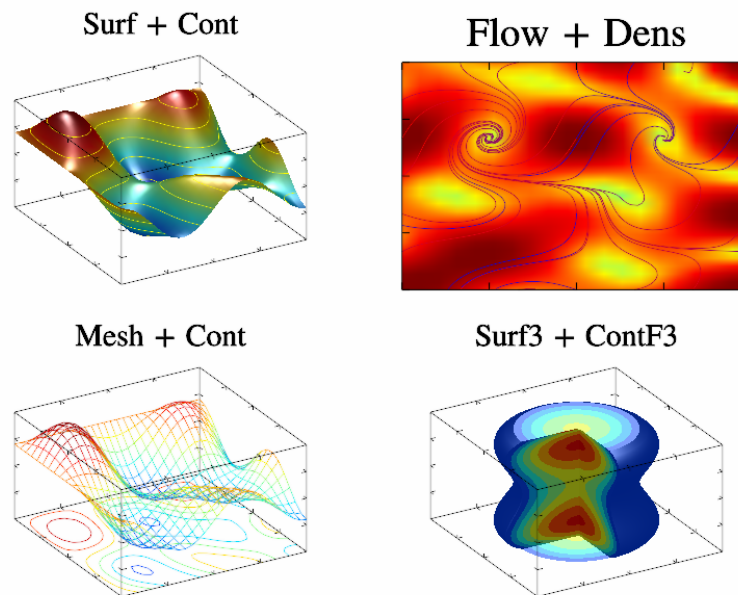 Surf + Cont
Flow + Dens
Mesh + Cont
Surf3 + ContF3